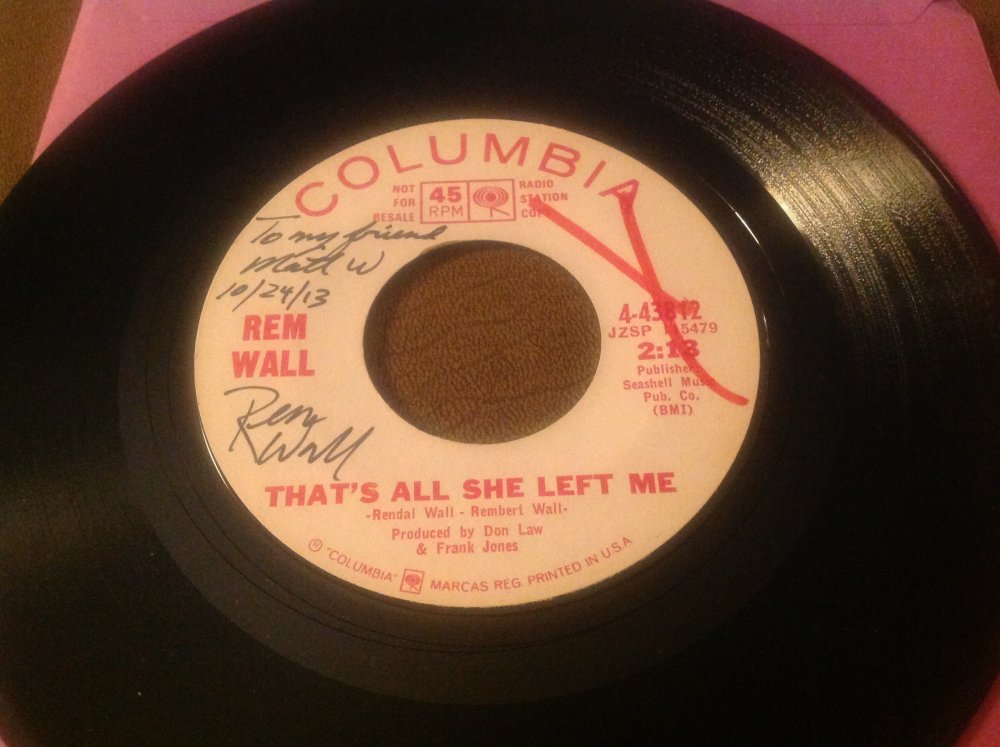 COLUMBIA
NOT FOR RESALE
45 RPM
RADIO STATION COPY
To my friend
Matt W
10/24/13
REM
WALL
Rem
Wall
4-43812
JZSP 115479
2:18
Publisher
Seashell Music
Pub. Co.
(BMI)
THAT'S ALL SHE LEFT ME
-Rendal Wall - Rembert Wall-
Produced by Don Law
& Frank Jones
Ⓟ "COLUMBIA" MARCAS REG. PRINTED IN U.S.A.